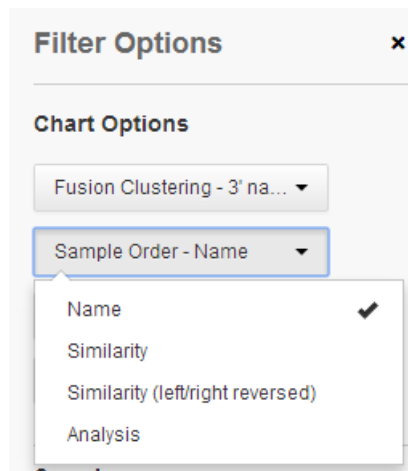 Filter Options
Chart Options
Fusion Clustering - 3' na...
Sample Order - Name
Name
Similarity
Similarity (left/right reversed)
Analysis